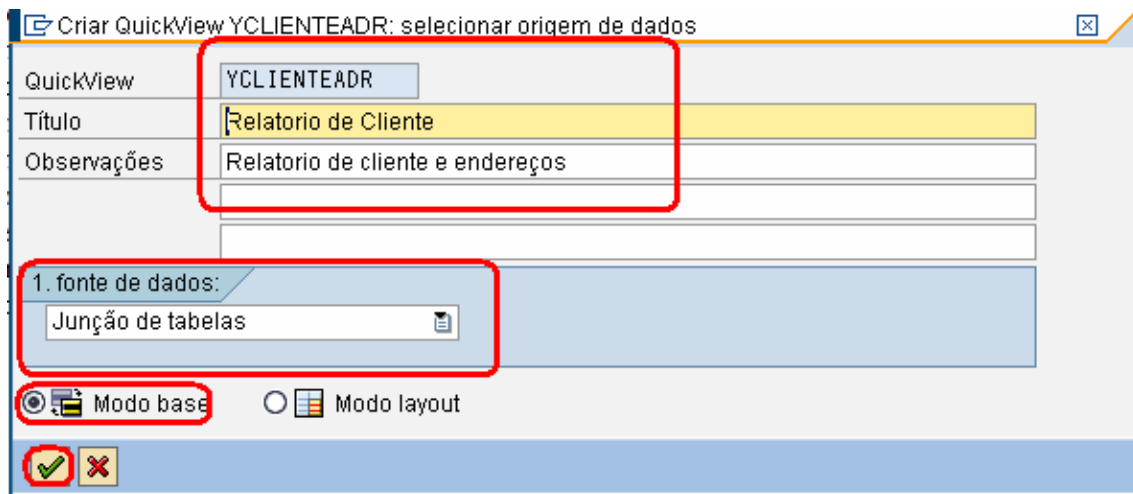 Criar QuickView YCLIENTEADR: selecionar origem de dados
QuickView YCLIENTEADR
Título Relatorio de Cliente
Observações Relatorio de cliente e endereços
1. fonte de dados:
Junção de tabelas
Modo base Modo layout